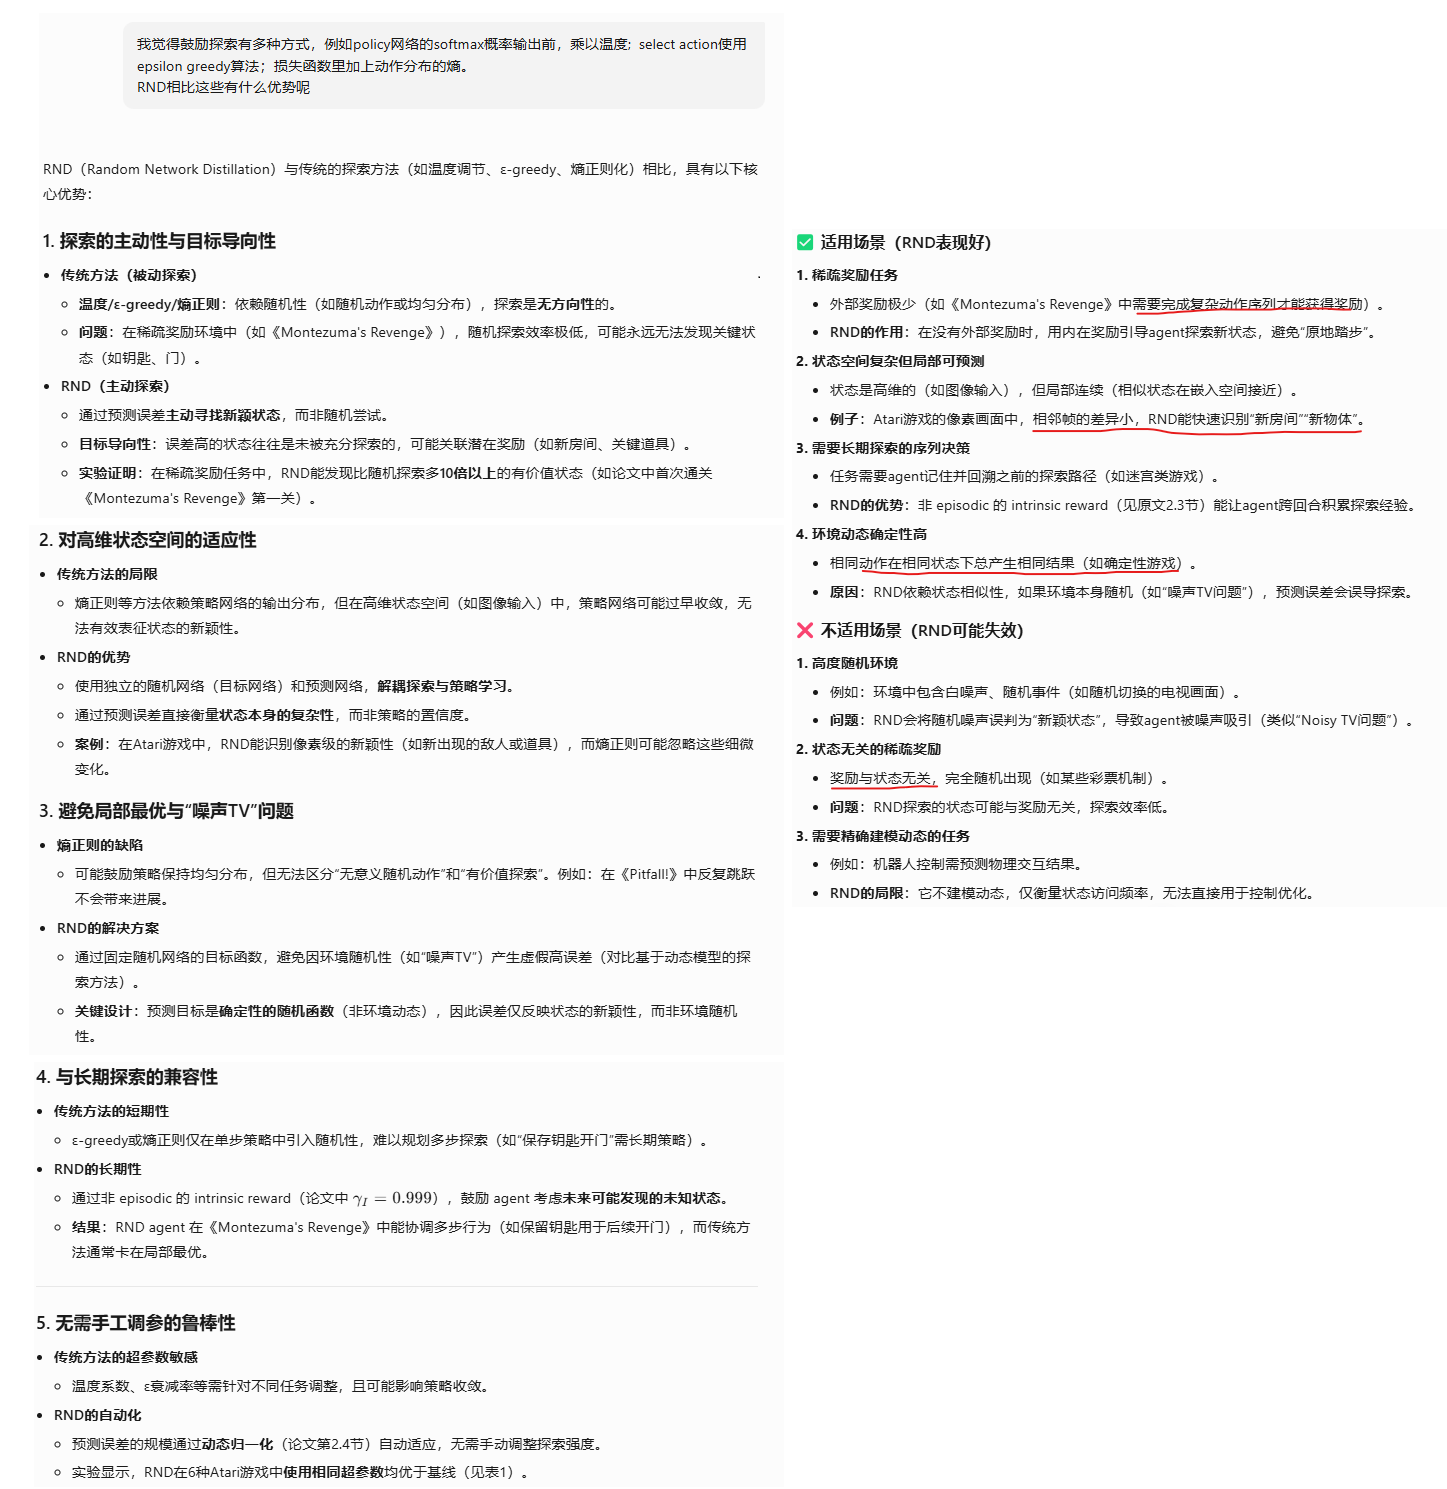 我觉得鼓励探索有多种方式，例如policy网络的softmax概率输出前，乘以温度；select action使用
epsilon greedy算法；损失函数里加上动作分布的熵。
RND相比这些有什么优势呢
RND（Random Network Distillation）与传统的探索方法（如温度调节、ε-greedy、熵正则化）相比，具有以下核
心优势：
1. 探索的主动性与目标导向性
• 传统方法（被动探索）
○ 温度/ε-greedy/熵正则：依赖随机性（如随机动作或均匀分布），探索是无方向性的。
○ 问题：在稀疏奖励环境中（如《Montezuma's Revenge》），随机探索效率极低，可能永远无法发现关键状
态（如钥匙、门）。
• RND（主动探索）
○ 通过预测误差主动寻找新颖状态，而非随机尝试。
○ 目标导向性：误差高的状态往往是未被充分探索的，可能关联潜在奖励（如新房间、关键道具）。
○ 实验证明：在稀疏奖励任务中，RND能发现比随机探索多10倍以上的有价值状态（如论文中首次通关
《Montezuma's Revenge》第一关）。
2. 对高维状态空间的适应性
• 传统方法的局限
○ 熵正则等方法依赖策略网络的输出分布，但在高维状态空间（如图像输入）中，策略网络可能过早收敛，无
法有效表征状态的新颖性。
• RND的优势
○ 使用独立的随机网络（目标网络）和预测网络，解耦探索与策略学习。
○ 通过预测误差直接衡量状态本身的复杂性，而非策略的置信度。
○ 案例：在Atari游戏中，RND能识别像素级的新颖性（如新出现的敌人或道具），而熵正则可能忽略这些细微
变化。
3. 避免局部最优与“噪声TV”问题
• 熵正则的缺陷
○ 可能鼓励策略保持均匀分布，但无法区分“无意义随机动作”和“有价值探索”。例如：在《Pitfall!》中反复跳跃
不会带来进展。
• RND的解决方案
○ 通过固定随机网络的目标函数，避免因环境随机性（如“噪声TV”）产生虚假高误差（对比基于动态模型的探
索方法）。
○ 关键设计：预测目标是确定性的随机函数（非环境动态），因此误差仅反映状态的新颖性，而非环境随机
性。
4. 与长期探索的兼容性
• 传统方法的短期性
○ ε-greedy或熵正则仅在单步策略中引入随机性，难以规划多步探索（如“保存钥匙开门”需长期策略）。
• RND的长期性
○ 通过非 episodic 的 intrinsic reward（论文中 γ_I = 0.999），鼓励 agent 考虑未来可能发现的未知状态。
○ 结果：RND agent 在《Montezuma's Revenge》中能协调多步行为（如保留钥匙用于后续开门），而传统方
法通常卡在局部最优。
5. 无需手工调参的鲁棒性
• 传统方法的超参数敏感
○ 温度系数、ε衰减率等需针对不同任务调整，且可能影响策略收敛。
• RND的自动化
○ 预测误差的规模通过动态归一化（论文第2.4节）自动适应，无需手动调整探索强度。
○ 实验显示，RND在6种Atari游戏中使用相同超参数均优于基线（见表1）。
✅ 适用场景（RND表现好）
1. 稀疏奖励任务
• 外部奖励极少（如《Montezuma's Revenge》中需要完成复杂动作序列才能获得奖励）。
• RND的作用：在没有外部奖励时，用内在奖励引导agent探索新状态，避免“原地踏步”。
2. 状态空间复杂但局部可预测
• 状态是高维的（如图像输入），但局部连续（相似状态在嵌入空间接近）。
• 例子：Atari游戏的像素画面中，相邻帧的差异小，RND能快速识别“新房间”“新物体”。
3. 需要长期探索的序列决策
• 任务需要agent记住并回溯之前的探索路径（如迷宫类游戏）。
• RND的优势：非 episodic 的 intrinsic reward（见原文2.3节）能让agent跨回合积累探索经验。
4. 环境动态确定性高
• 相同动作在相同状态下总产生相同结果（如确定性游戏）。
• 原因：RND依赖状态相似性，如果环境本身随机（如“噪声TV问题”），预测误差会误导探索。
❌ 不适用场景（RND可能失效）
1. 高度随机环境
• 例如：环境中包含白噪声、随机事件（如随机切换的电视画面）。
• 问题：RND会将随机噪声误判为“新颖状态”，导致agent被噪声吸引（类似“Noisy TV问题”）。
2. 状态无关的稀疏奖励
• 奖励与状态无关，完全随机出现（如某些彩票机制）。
• 问题：RND探索的状态可能与奖励无关，探索效率低。
3. 需要精确建模动态的任务
• 例如：机器人控制需预测物理交互结果。
• RND的局限：它不建模动态，仅衡量状态访问频率，无法直接用于控制优化。